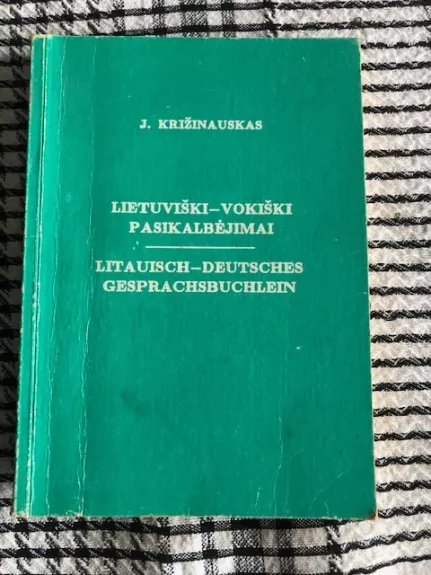 J. KRIŽINAUSKAS
LIETUVIŠKI–VOKIŠKI
PASIKALBĖJIMAI
LITAUISCH–DEUTSCHES
GESPRACHSBUCHLEIN